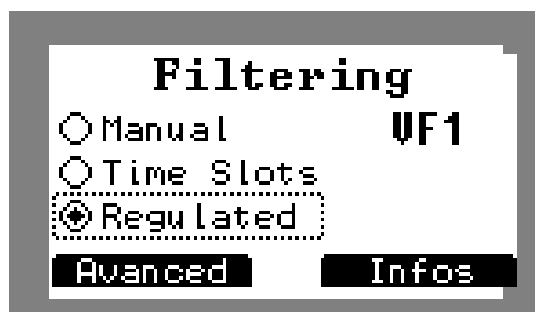 Filtering
Manual VF1
Time Slots
Regulated
Avanced Infos